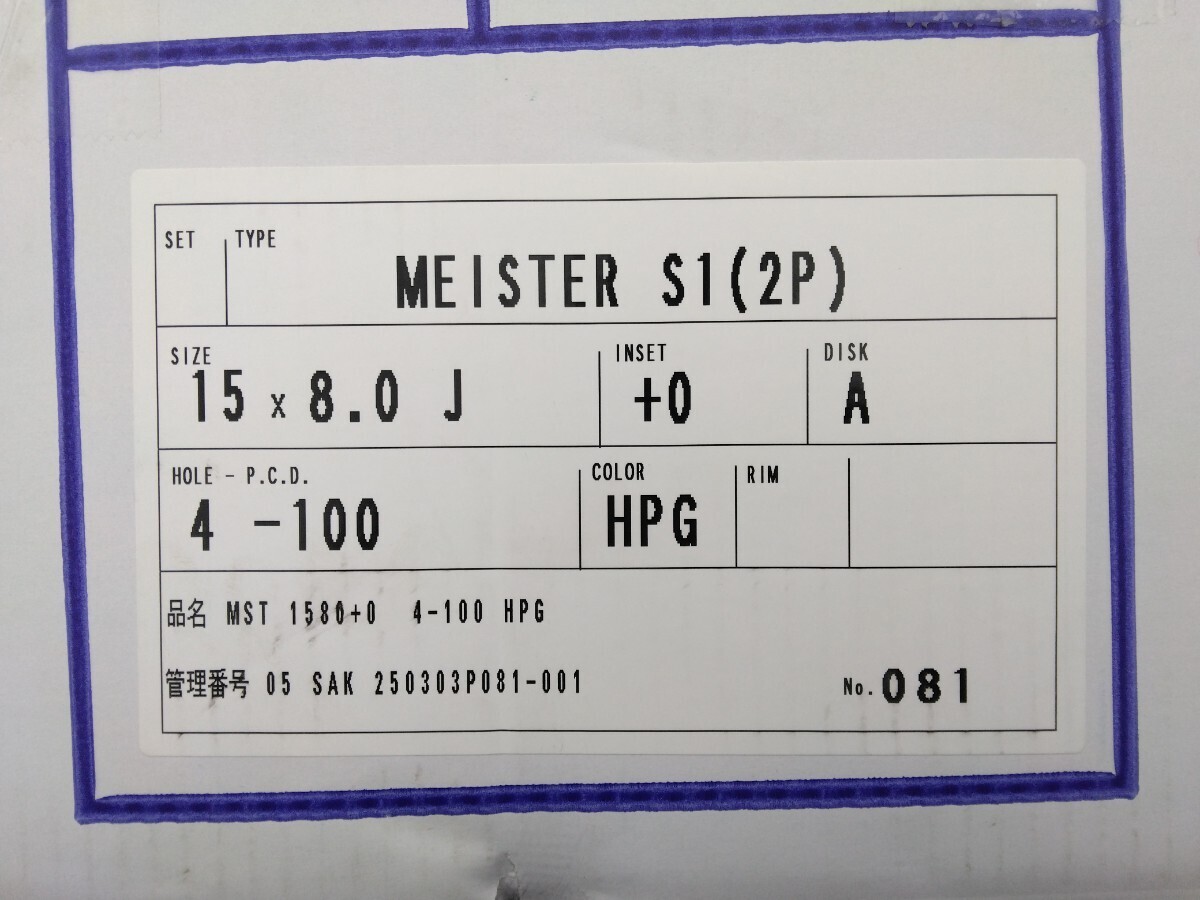 SET TYPE
MEISTER S1(2P)
SIZE INSET DISK
15 x 8.0 J +0 A
HOLE - P.C.D. COLOR RIM
4 -100 HPG
品名 MST 1580+0 4-100 HPG
管理番号 05 SAK 250303P081-001 No. 081